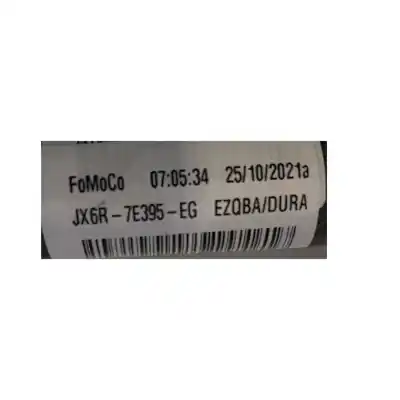 FoMoCo 07:05:34 25/10/2021a
JX6R-7E395-EG EZQBA/DURA